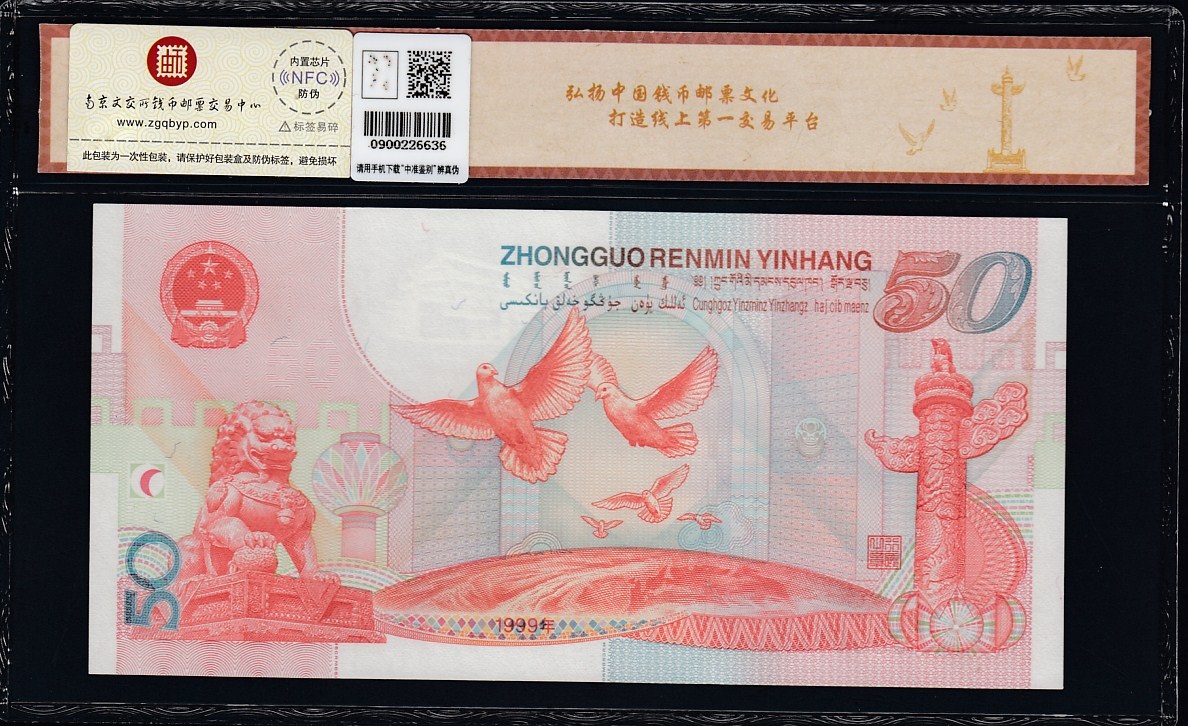 内置芯片
NFC
防伪
南京文交所钱币邮票交易中心
www.zgqbyp.com
标签易碎
此包装为一次性包装，请保护好包装盒及防伪标签，避免损坏
0900226636
请用手机下载"中准鉴别"辨真伪
弘扬中国钱币邮票文化
打造线上第一交易平台
ZHONGGUO RENMIN YINHANG
50
Cunghgoz Yinzminz Yinzhangz hajcib maenz
50
1999年